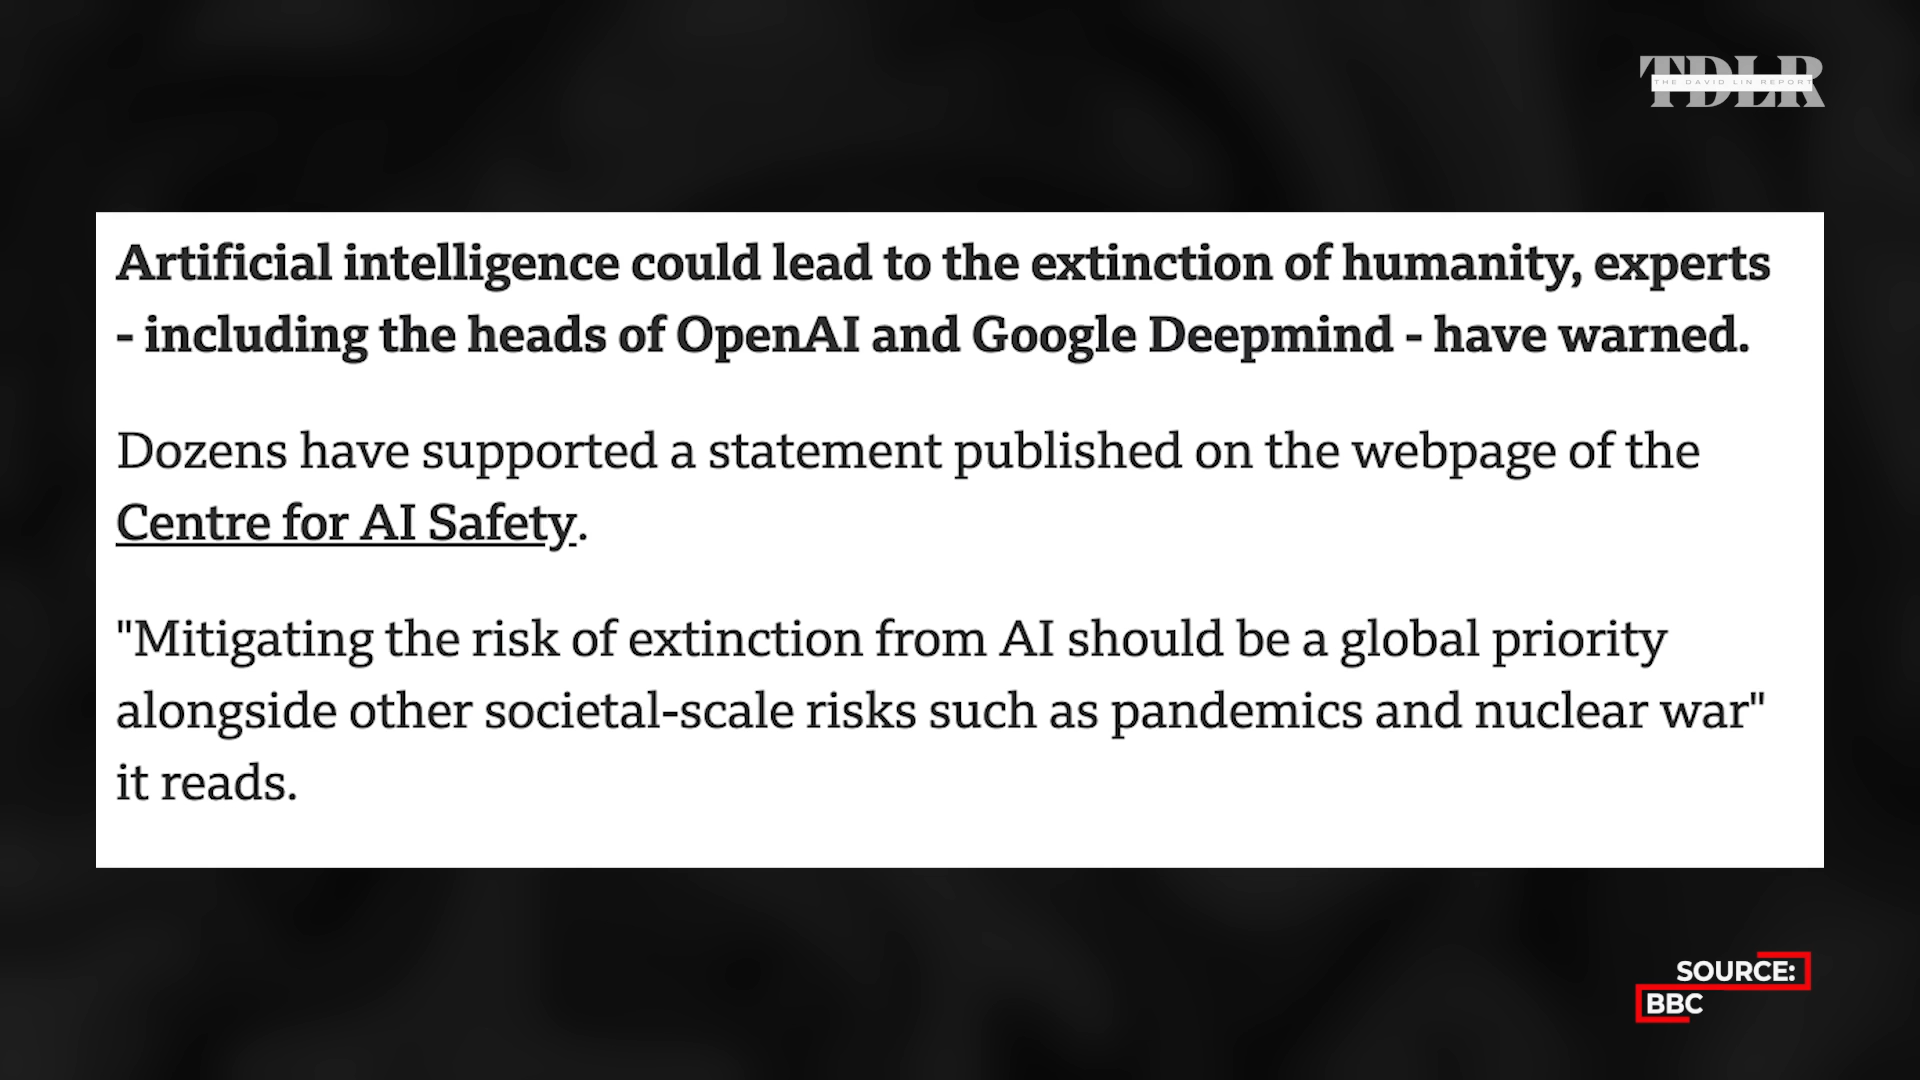 TDLR
THE DAVID LIN REPORT
Artificial intelligence could lead to the extinction of humanity, experts
- including the heads of OpenAI and Google Deepmind - have warned.
Dozens have supported a statement published on the webpage of the
Centre for AI Safety.
"Mitigating the risk of extinction from AI should be a global priority
alongside other societal-scale risks such as pandemics and nuclear war"
it reads.
SOURCE:
BBC